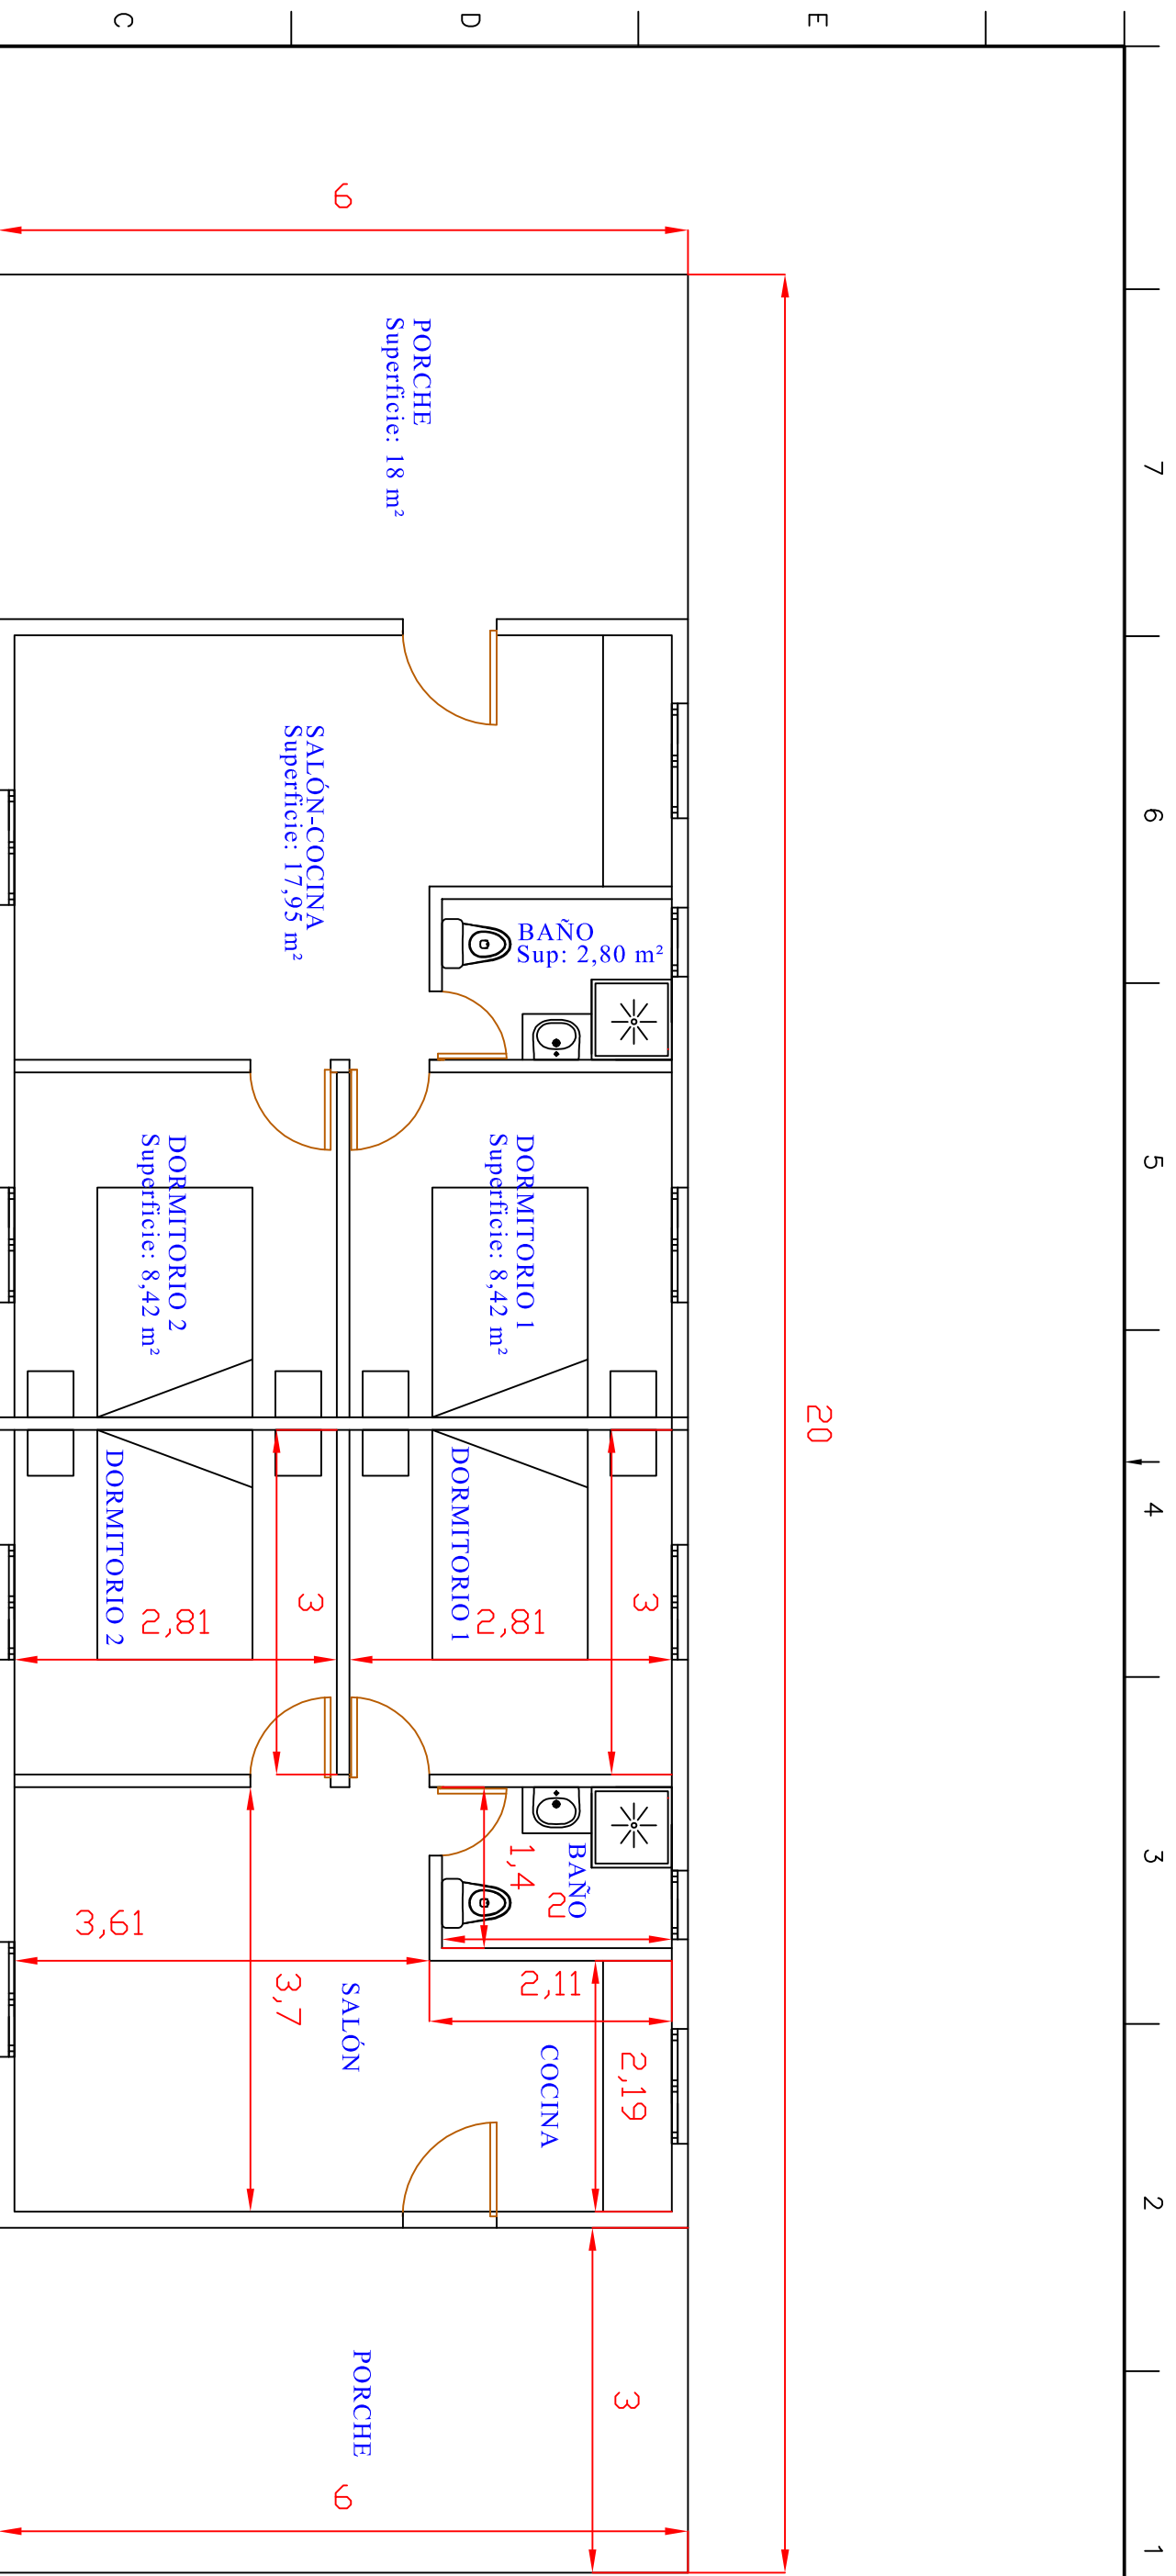 C
D
E
7
6
5
4
3
2
1
6
20
PORCHE
Superficie: 18 m²
SALÓN-COCINA
Superficie: 17,95 m²
BAÑO
Sup: 2,80 m²
DORMITORIO 1
Superficie: 8,42 m²
DORMITORIO 2
Superficie: 8,42 m²
DORMITORIO 1
2,81
3
DORMITORIO 2
2,81
3
BAÑO
1,4
2
3,61
3,7
2,11
2,19
SALÓN
COCINA
PORCHE
3
6